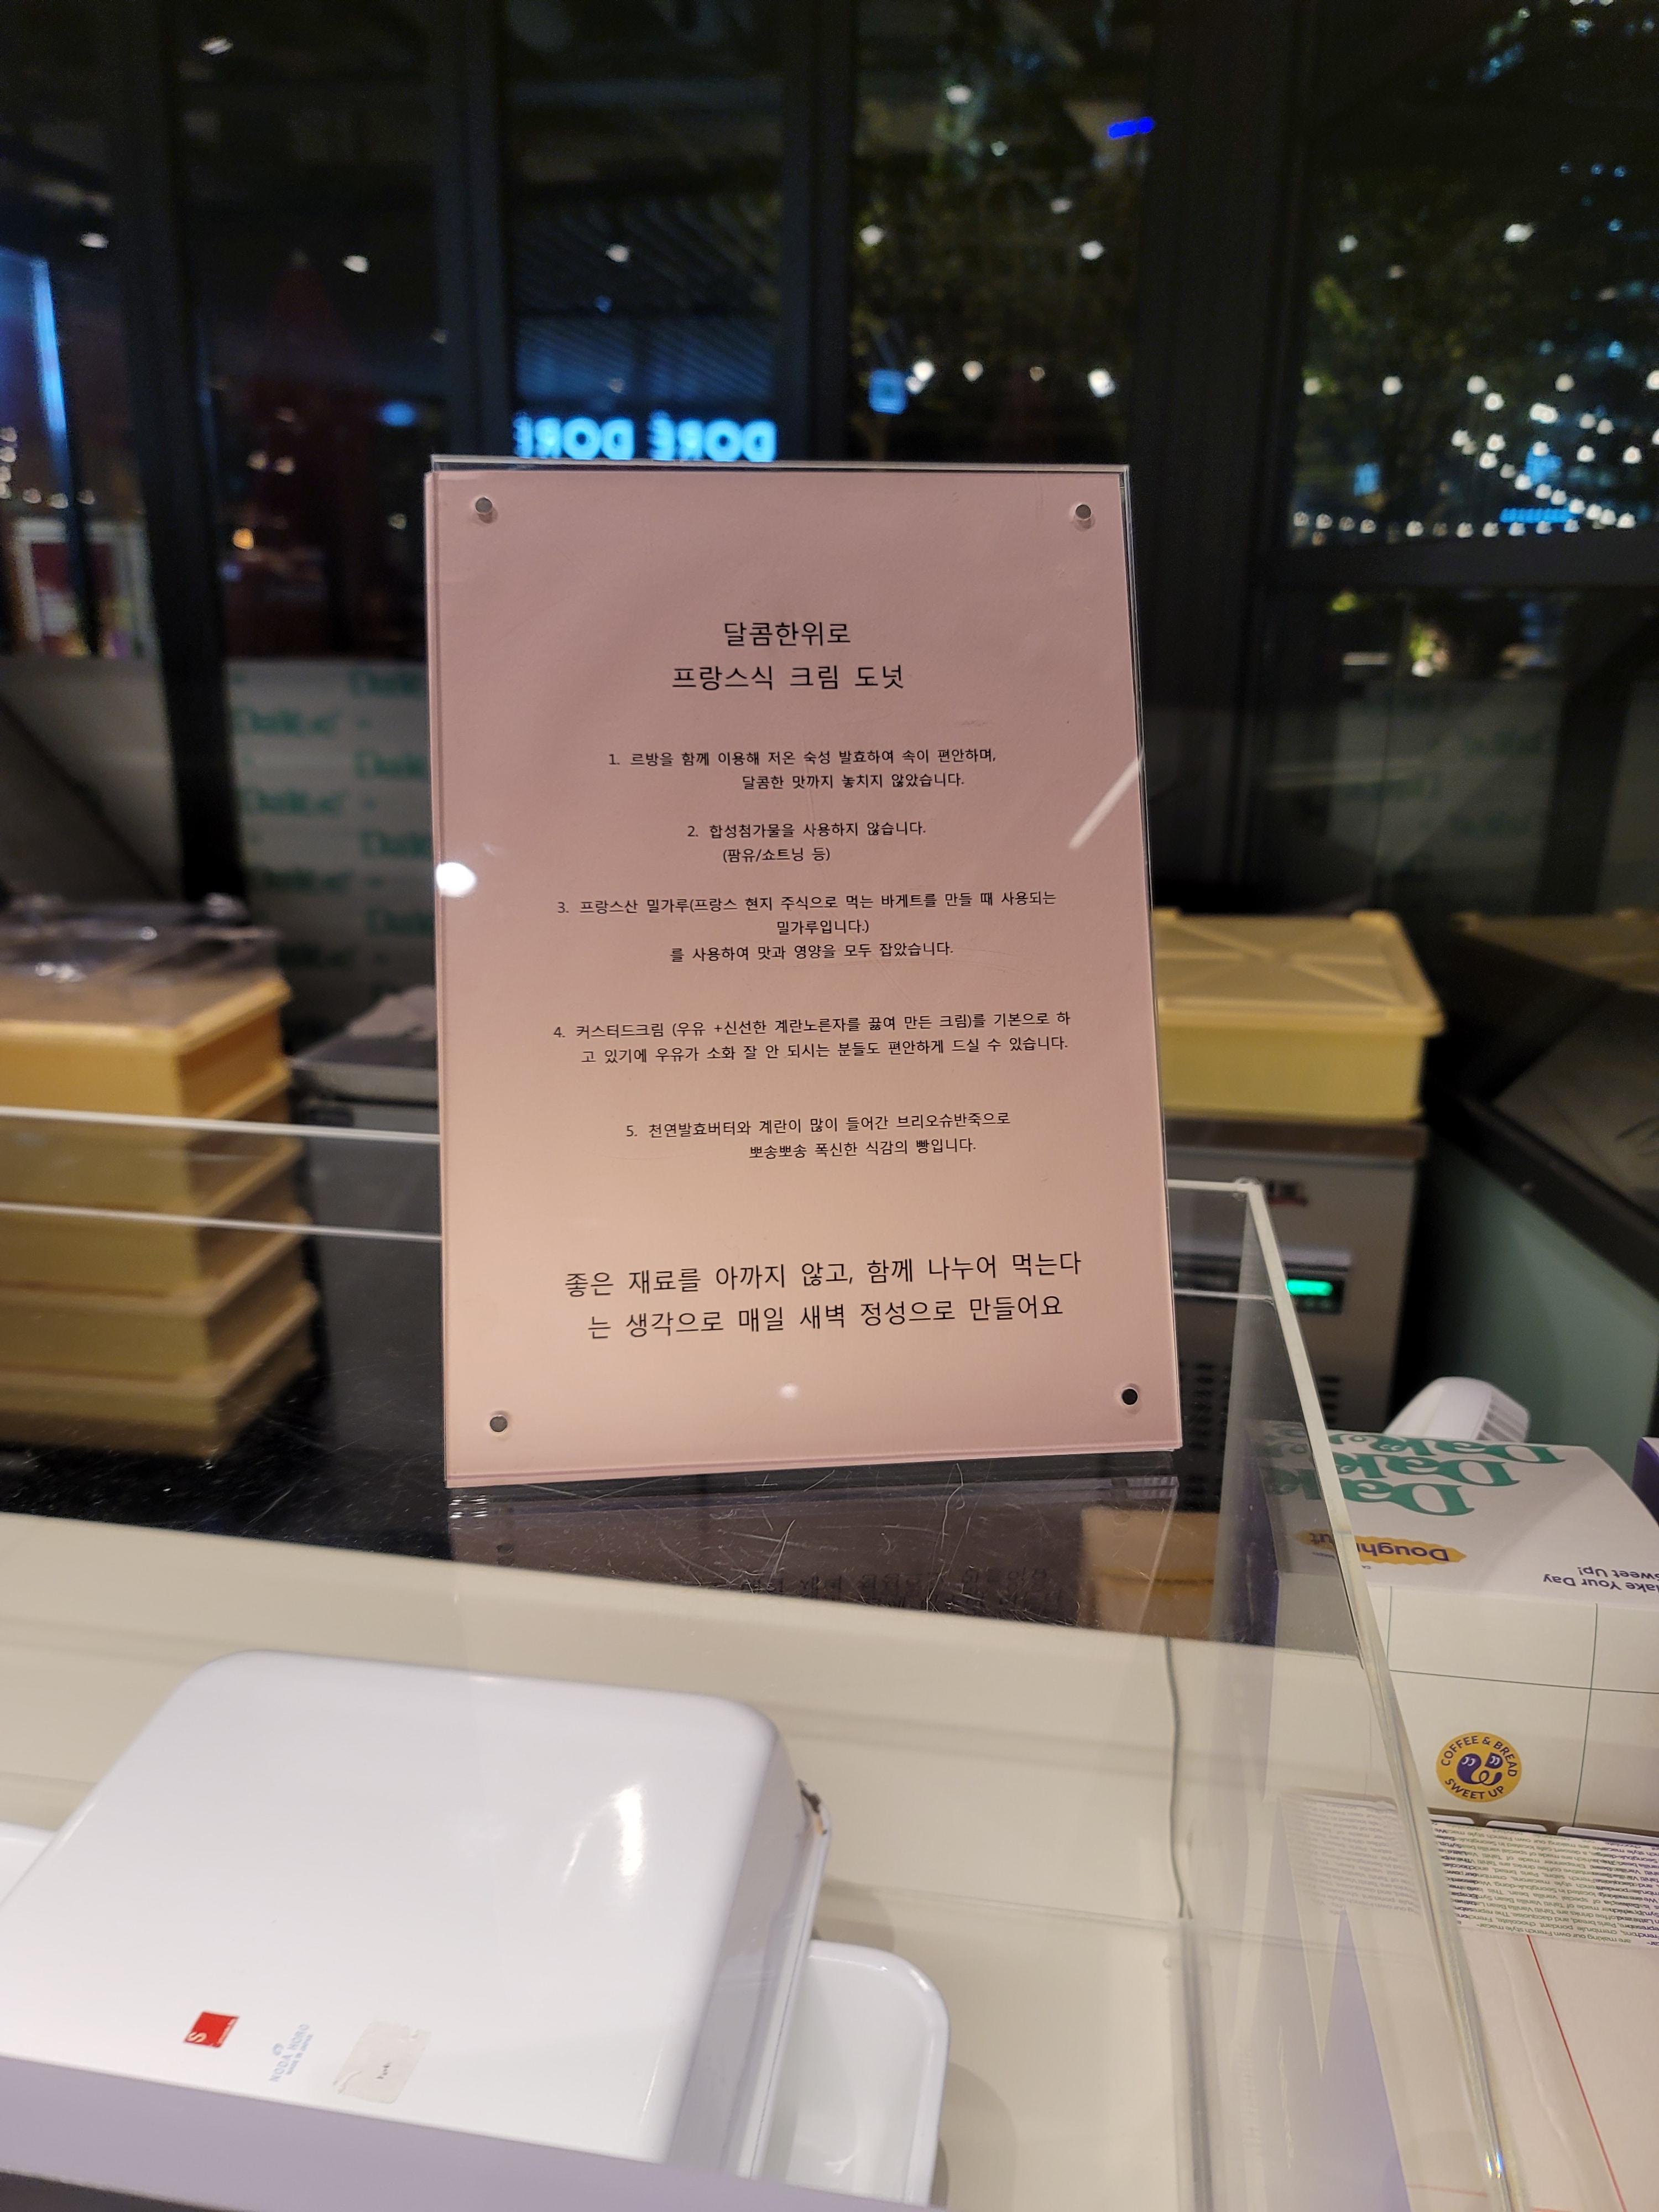 DORÉ DORÉ
달콤한위로
프랑스식 크림 도넛
1. 르방을 함께 이용해 저온 숙성 발효하여 속이 편안하며,
달콤한 맛까지 놓치지 않았습니다.
2. 합성첨가물을 사용하지 않습니다.
(팜유/쇼트닝 등)
3. 프랑스산 밀가루(프랑스 현지 주식으로 먹는 바게트를 만들 때 사용되는
밀가루입니다.)
를 사용하여 맛과 영양을 모두 잡았습니다.
4. 커스터드크림 (우유 +신선한 계란노른자를 끓여 만든 크림)를 기본으로 하
고 있기에 우유가 소화 잘 안 되시는 분들도 편안하게 드실 수 있습니다.
5. 천연발효버터와 계란이 많이 들어간 브리오슈반죽으로
뽀송뽀송 폭신한 식감의 빵입니다.
좋은 재료를 아까지 않고, 함께 나누어 먹는다
는 생각으로 매일 새벽 정성으로 만들어요
Your Day
Sweet Up!
COFFEE & BREAD
SWEET UP
NODA HORO